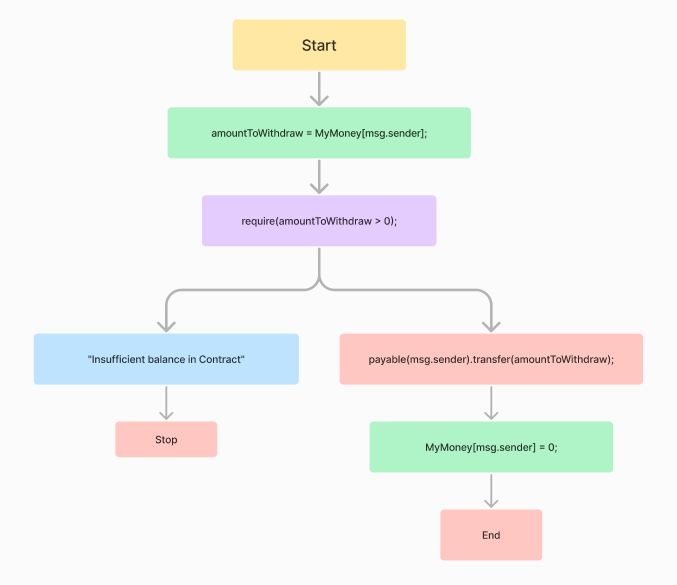 Start
amountToWithdraw = MyMoney[msg.sender];
require(amountToWithdraw > 0);
"Insufficient balance in Contract"
payable(msg.sender).transfer(amountToWithdraw);
Stop
MyMoney[msg.sender] = 0;
End